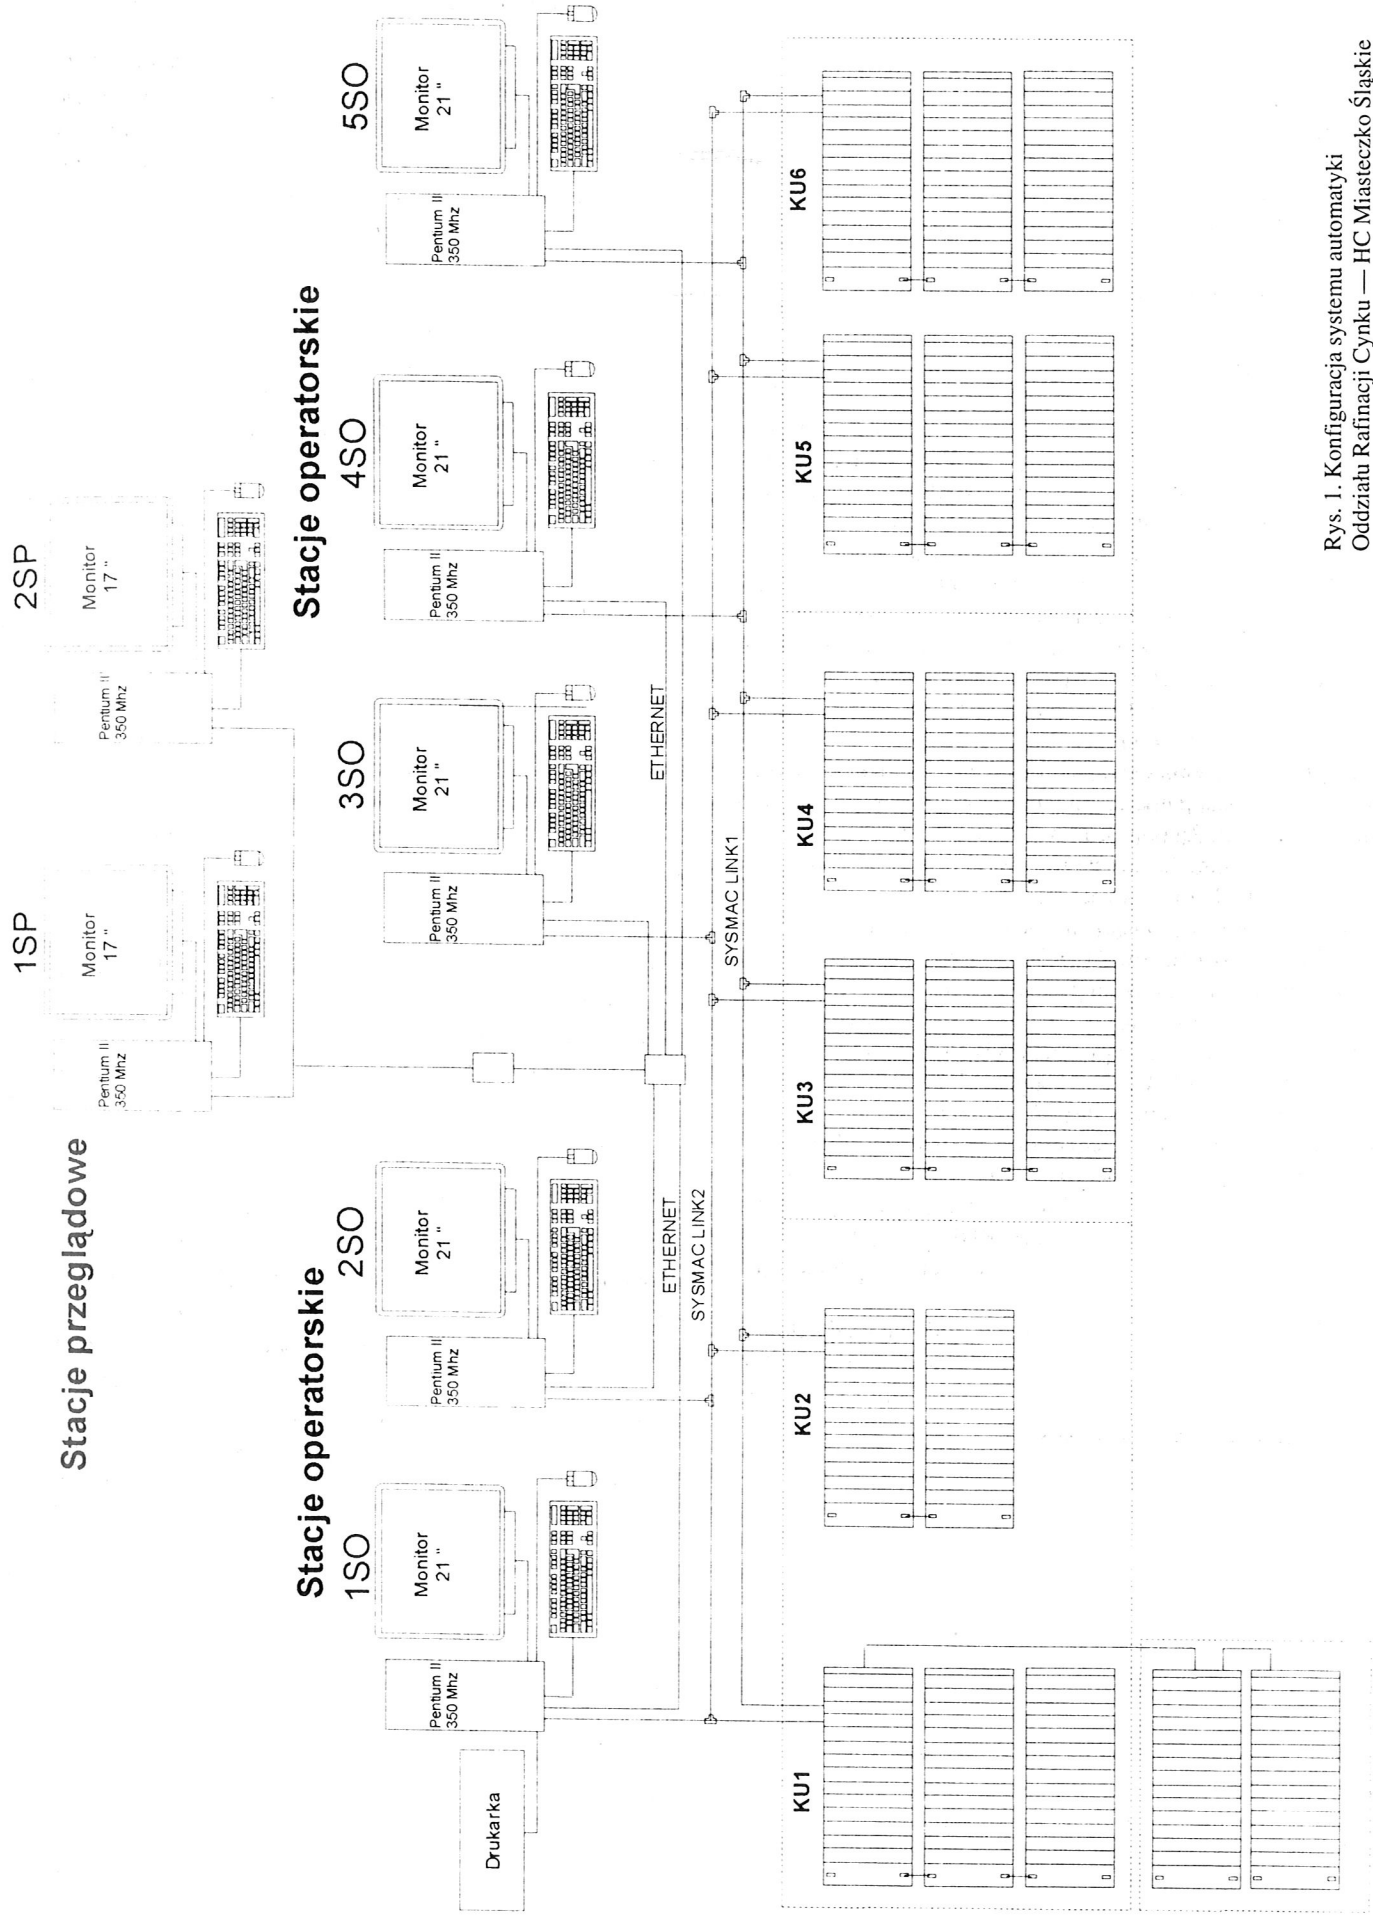 Stacje przeglądowe
1SP
Monitor
17 "
Pentium II
350 Mhz
2SP
Monitor
17 "
Pentium II
350 Mhz
Stacje operatorskie
1SO
Monitor
21 "
Pentium II
350 Mhz
Drukarka
2SO
Monitor
21 "
Pentium II
350 Mhz
3SO
Monitor
21 "
Pentium II
350 Mhz
Stacje operatorskie
4SO
Monitor
21 "
Pentium II
350 Mhz
5SO
Monitor
21 "
Pentium II
350 Mhz
ETHERNET
ETHERNET
SYSMAC LINK2
SYSMAC LINK1
KU1
KU2
KU3
KU4
KU5
KU6
Rys. 1. Konfiguracja systemu automatyki
Oddziału Rafinacji Cynku — HC Miasteczko Śląskie